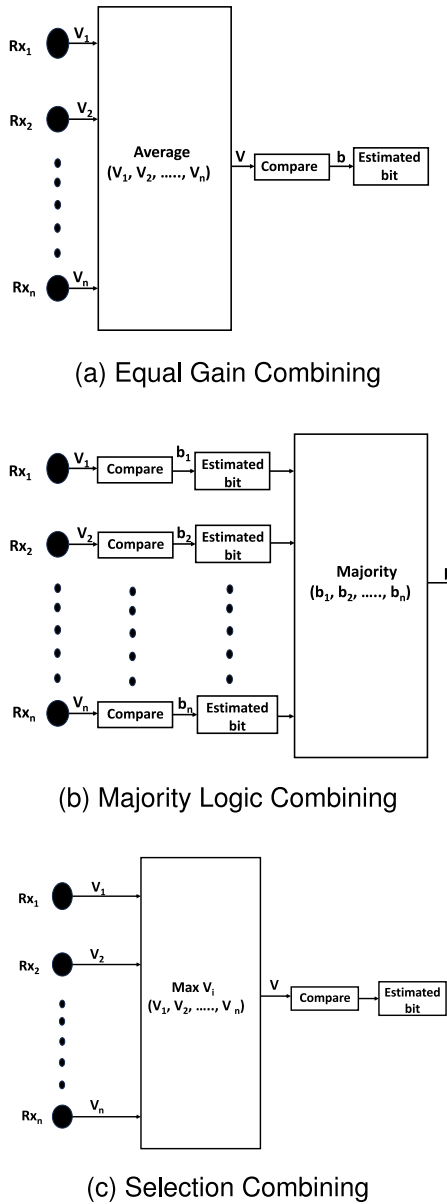 Rx1 V1
Rx2 V2
Average
(V1, V2, ....., Vn)
V Compare b Estimated
bit
Rxn Vn
(a) Equal Gain Combining
Rx1 V1 Compare b1 Estimated
bit
Rx2 V2 Compare b2 Estimated
bit
Majority
(b1, b2, ....., bn)
Rxn Vn Compare bn Estimated
bit
(b) Majority Logic Combining
Rx1 V1
Rx2 V2
Max Vi
(V1, V2, ....., Vn)
V Compare Estimated
bit
Rxn Vn
(c) Selection Combining